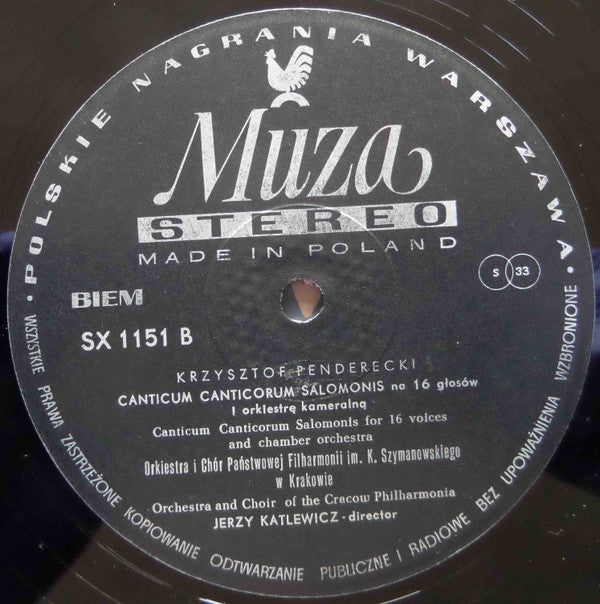 • POLSKIE NAGRANIA WARSZAWA •
Muza
STEREO
MADE IN POLAND
BIEM
S 33
SX 1151 B
KRZYSZTOF PENDERECKI
CANTICUM CANTICORUM SALOMONIS na 16 głosów
i orkiestrę kameralną
Canticum Canticorum Salomonis for 16 voices
and chamber orchestra
Orkiestra i Chór Państwowej Filharmonii im. K. Szymanowskiego
w Krakowie
Orchestra and Choir of the Cracow Philharmonia
JERZY KATLEWICZ - director
WSZYSTKIE PRAWA ZASTRZEŻONE KOPIOWANIE ODTWARZANIE PUBLICZNE I RADIOWE BEZ UPOWAŻNIENIA WZBRONIONE